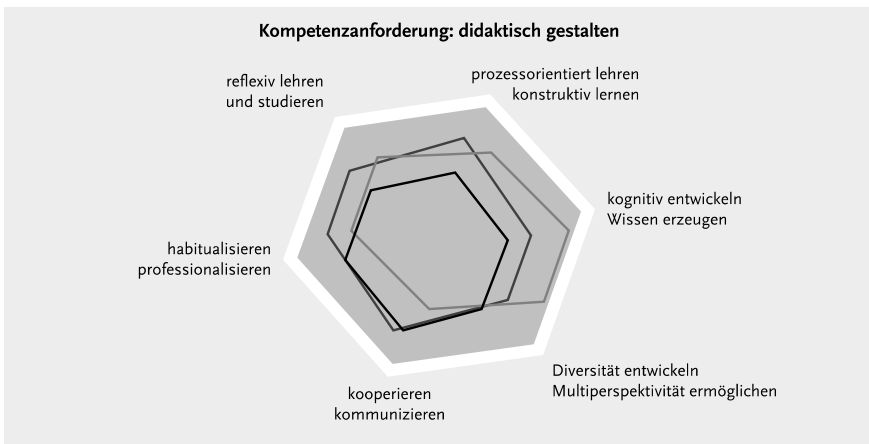 Kompetenzanforderung: didaktisch gestalten
reflexiv lehren
und studieren
prozessorientiert lehren
konstruktiv lernen
kognitiv entwickeln
Wissen erzeugen
habitualisieren
professionalisieren
Diversität entwickeln
Multiperspektivität ermöglichen
kooperieren
kommunizieren